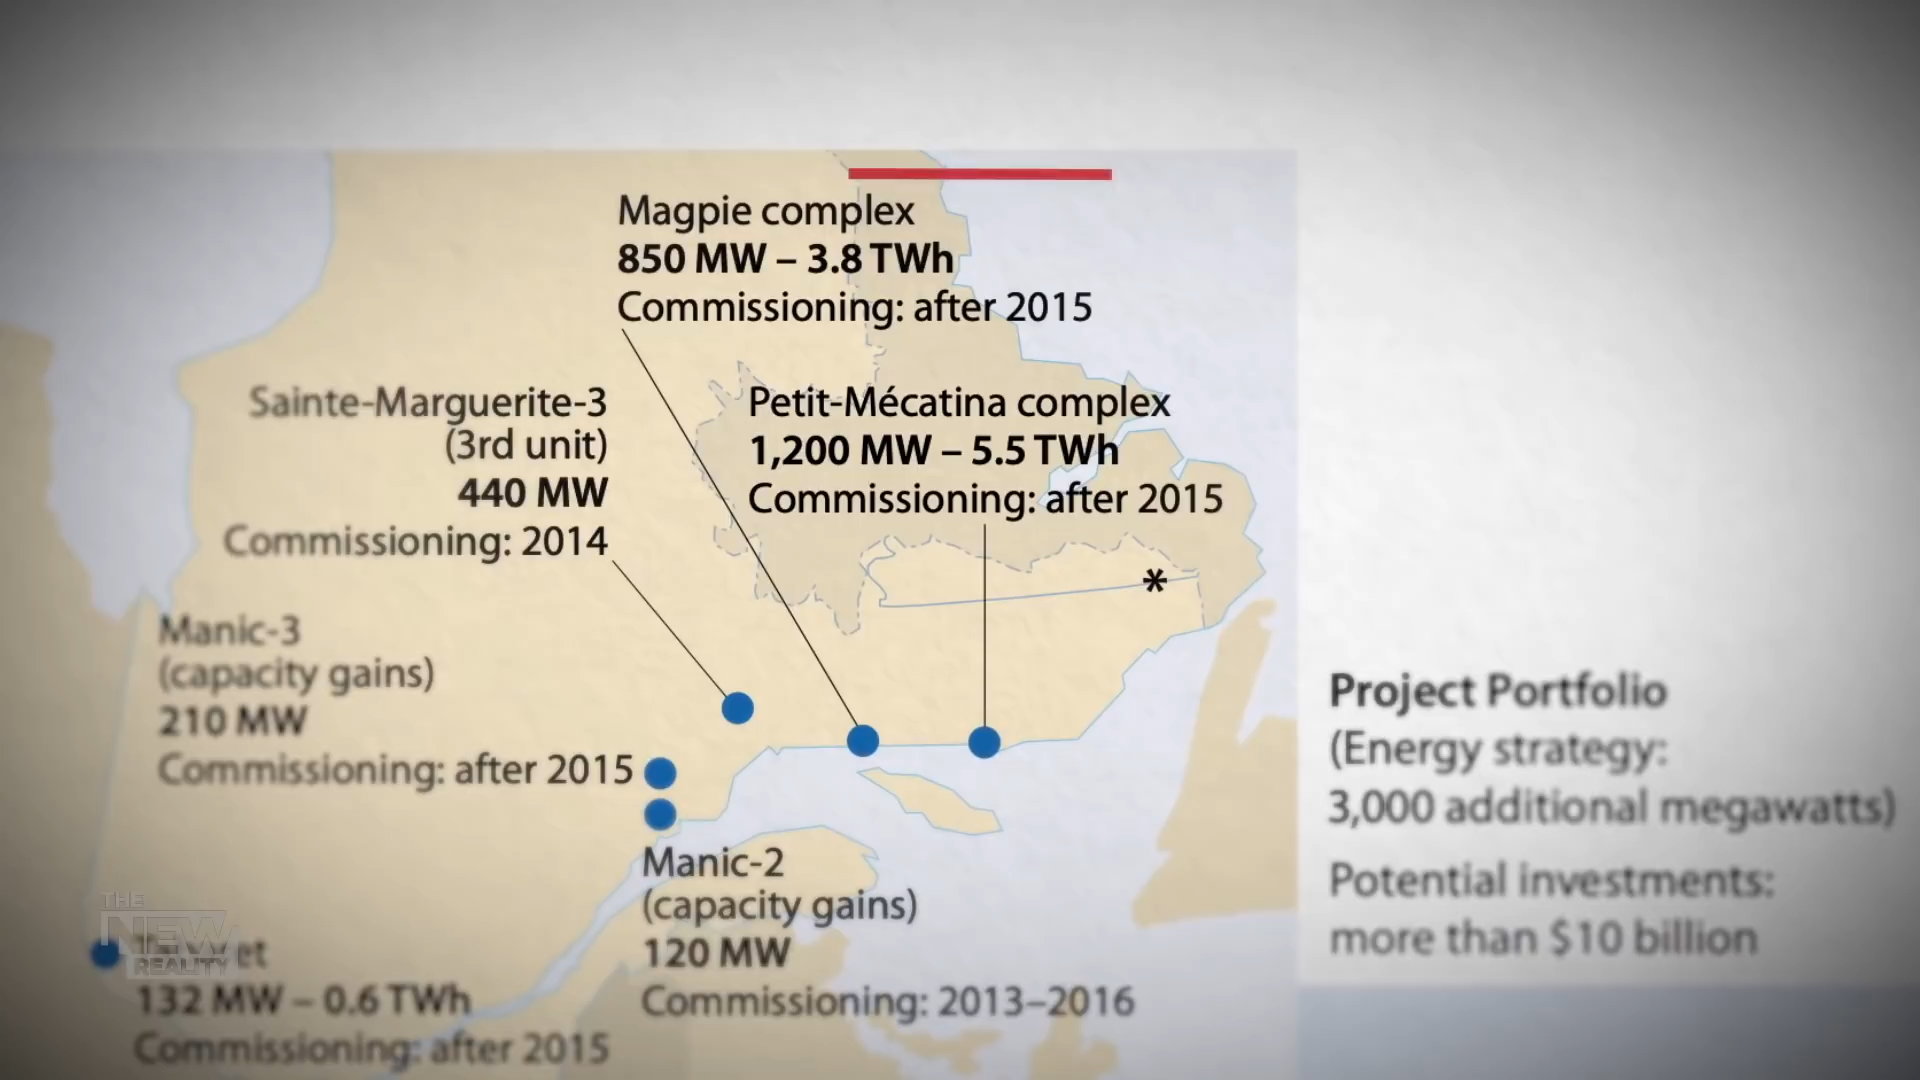 Magpie complex
850 MW – 3.8 TWh
Commissioning: after 2015
Sainte-Marguerite-3
(3rd unit)
440 MW
Commissioning: 2014
Petit-Mécatina complex
1,200 MW – 5.5 TWh
Commissioning: after 2015
*
Manic-3
(capacity gains)
210 MW
Commissioning: after 2015
Manic-2
(capacity gains)
120 MW
Commissioning: 2013–2016
132 MW – 0.6 TWh
Commissioning: after 2015
Project Portfolio
(Energy strategy:
3,000 additional megawatts)
Potential investments:
more than $10 billion
THE
NEW
REALITY